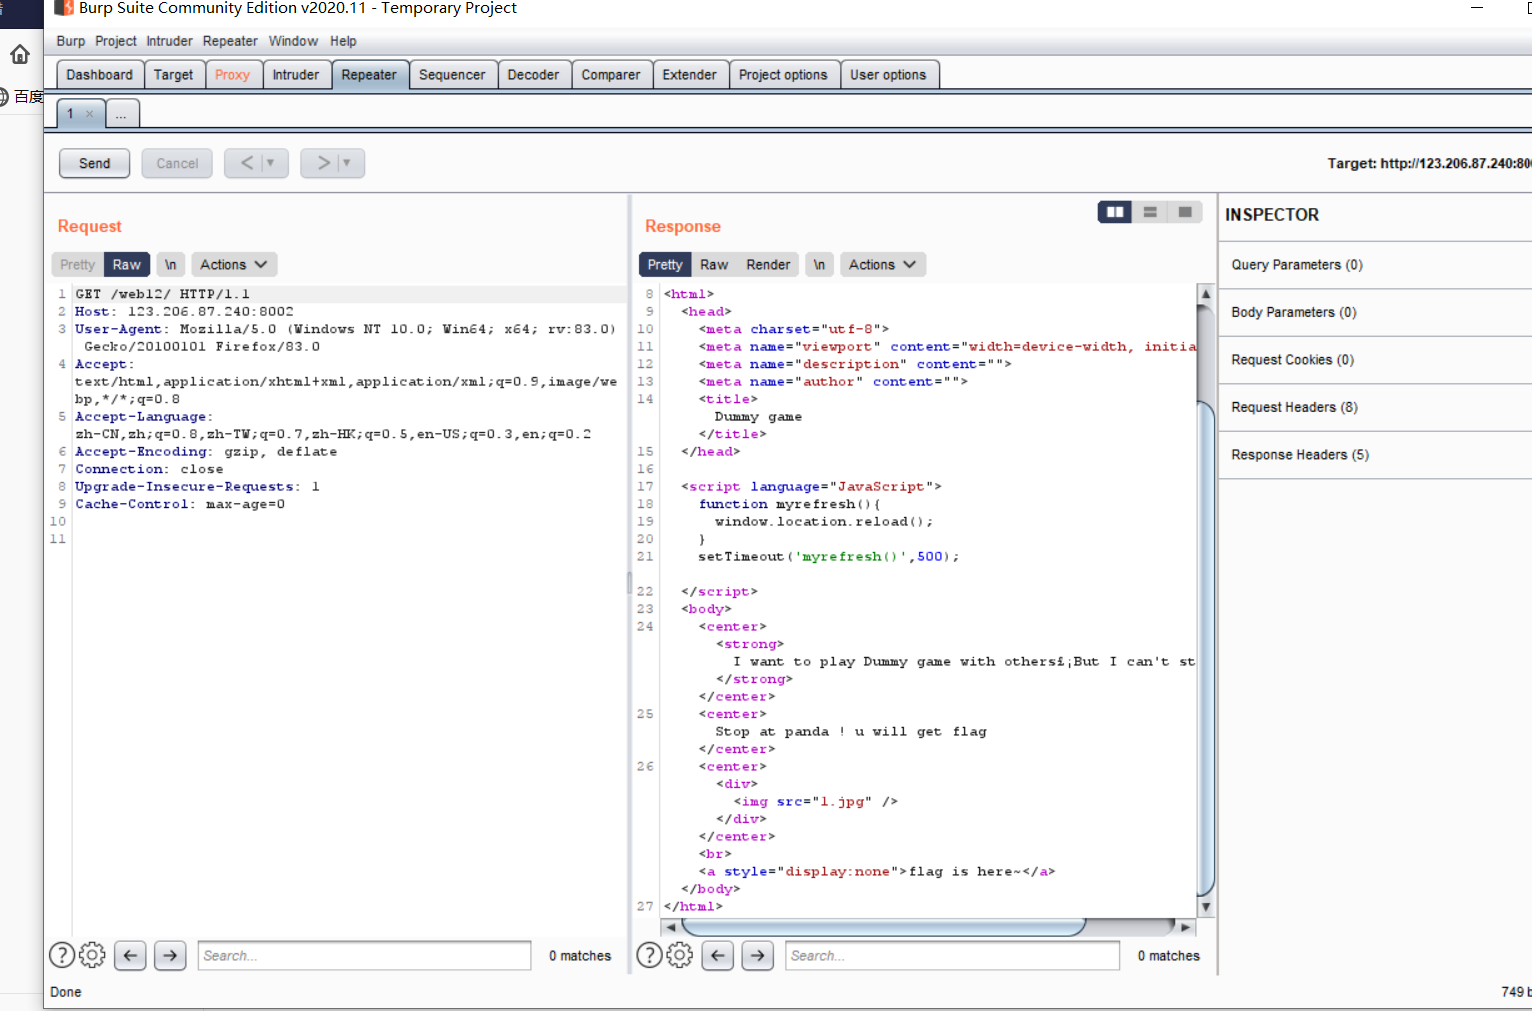 Burp Suite Community Edition v2020.11 - Temporary Project
Burp Project Intruder Repeater Window Help
Dashboard Target Proxy Intruder Repeater Sequencer Decoder Comparer Extender Project options User options
百度
1 × ...
Send Cancel < ▼ > ▼
Target: http://123.206.87.240:800
Request
Pretty Raw \n Actions
1 GET /web12/ HTTP/1.1
2 Host: 123.206.87.240:8002
3 User-Agent: Mozilla/5.0 (Windows NT 10.0; Win64; x64; rv:83.0)
Gecko/20100101 Firefox/83.0
4 Accept:
text/html,application/xhtml+xml,application/xml;q=0.9,image/we
bp,*/*;q=0.8
5 Accept-Language:
zh-CN,zh;q=0.8,zh-TW;q=0.7,zh-HK;q=0.5,en-US;q=0.3,en;q=0.2
6 Accept-Encoding: gzip, deflate
7 Connection: close
8 Upgrade-Insecure-Requests: 1
9 Cache-Control: max-age=0
10
11
? Search... 0 matches
Response
Pretty Raw Render \n Actions
8 <html>
9 <head>
10 <meta charset="utf-8">
11 <meta name="viewport" content="width=device-width, initia
12 <meta name="description" content="">
13 <meta name="author" content="">
14 <title>
Dummy game
</title>
15 </head>
16
17 <script language="JavaScript">
18 function myrefresh(){
19 window.location.reload();
20 }
21 setTimeout('myrefresh()',500);
22 </script>
23 <body>
24 <center>
<strong>
I want to play Dummy game with others£¡But I can't st
</strong>
</center>
25 <center>
Stop at panda ! u will get flag
</center>
26 <center>
<div>
<img src="1.jpg" />
</div>
</center>
<br>
<a style="display:none">flag is here~</a>
</body>
27 </html>
? Search... 0 matches
INSPECTOR
Query Parameters (0)
Body Parameters (0)
Request Cookies (0)
Request Headers (8)
Response Headers (5)
Done
749 b